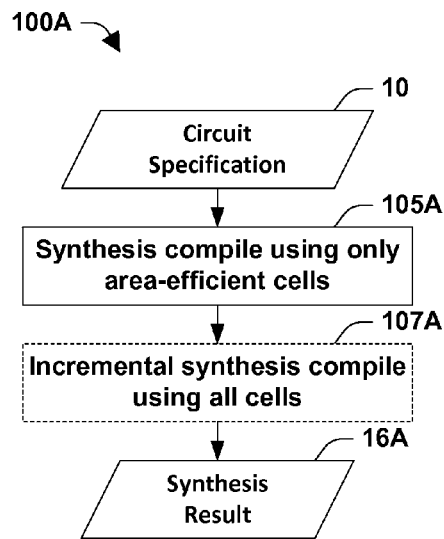 100A
10
Circuit
Specification
105A
Synthesis compile using only
area-efficient cells
107A
Incremental synthesis compile
using all cells
16A
Synthesis
Result